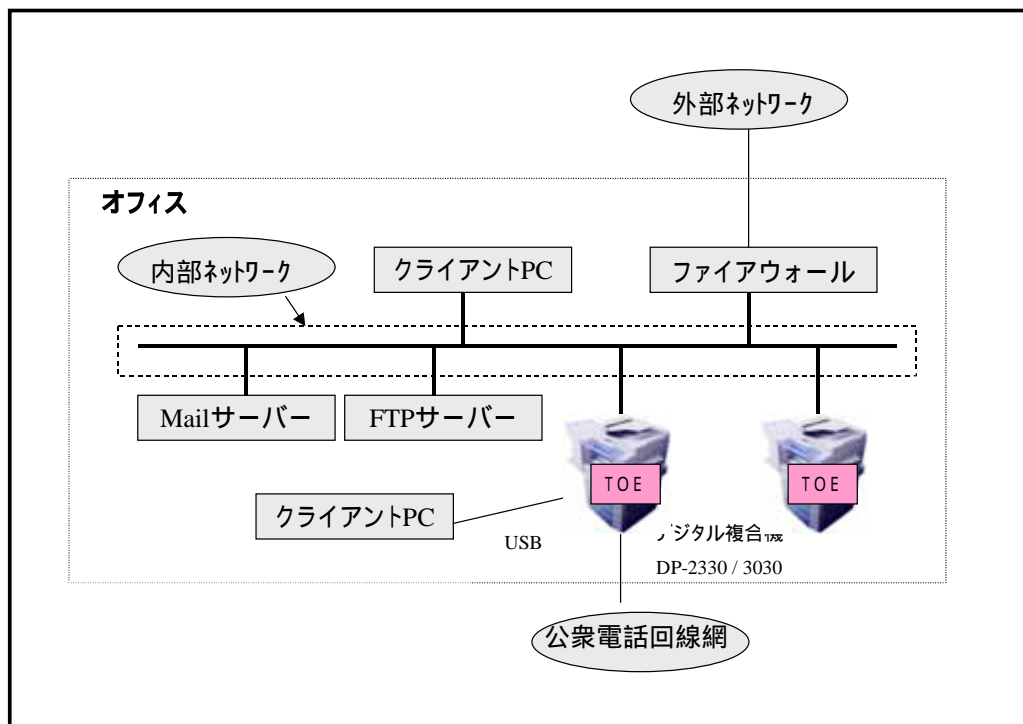 外部ネットワーク
オフィス
内部ネットワーク
クライアントPC
ファイアウォール
Mailサーバー
FTPサーバー
TOE
TOE
クライアントPC
USB
デジタル複合機
DP-2330 / 3030
公衆電話回線網